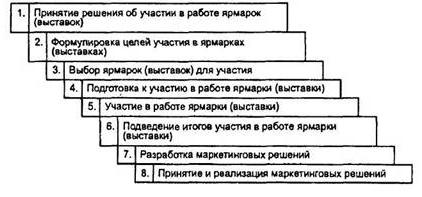 1. Принятие решения об участии в работе ярмарок
(выставок)
2. Формулировка целей участия в ярмарках
(выставках)
3. Выбор ярмарок (выставок) для участия
4. Подготовка к участию в работе ярмарки (выставки)
5. Участие в работе ярмарки (выставки)
6. Подведение итогов участия в работе ярмарки
(выставки)
7. Разработка маркетинговых решений
8. Принятие и реализация маркетинговых решений